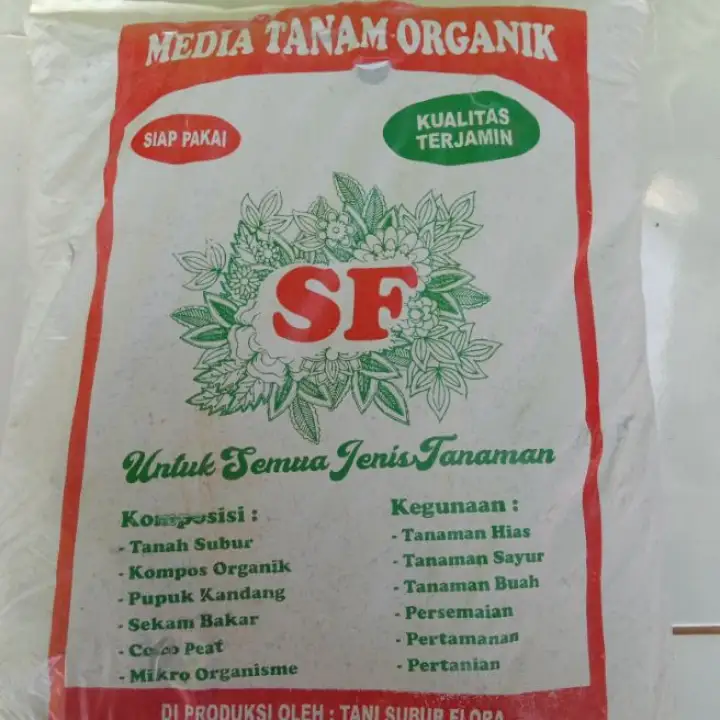 MEDIA TANAM ORGANIK
SIAP PAKAI
KUALITAS
TERJAMIN
SF
Untuk Semua Jenis Tanaman
Komposisi :
- Tanah Subur
- Kompos Organik
- Pupuk Kandang
- Sekam Bakar
- Coco Peat
- Mikro Organisme
Kegunaan :
- Tanaman Hias
- Tanaman Sayur
- Tanaman Buah
- Persemaian
- Pertamanan
- Pertanian
DI PRODUKSI OLEH : TANI SUBUR FLORA